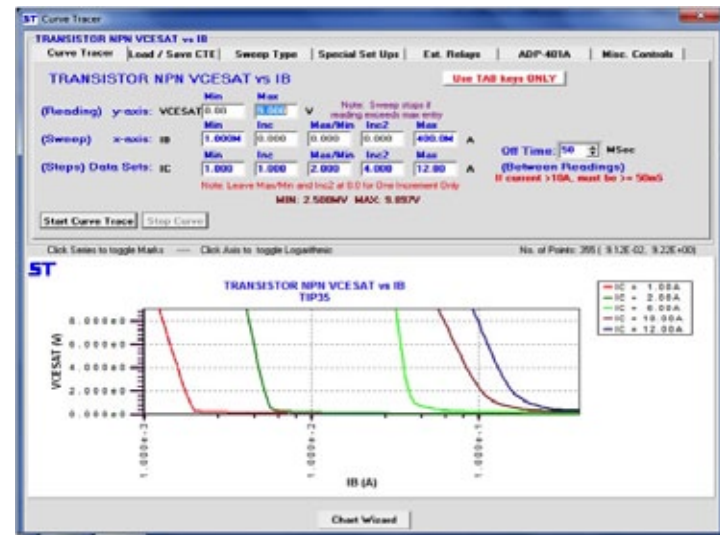 ST Curve Tracer
TRANSISTOR NPN VCESAT vs IB
Curve Tracer | Load / Save CTE | Sweep Type | Special Set Ups | Ext. Relays | ADP-401A | Misc. Controls
TRANSISTOR NPN VCESAT vs IB
Use TAB keys ONLY
Min Max
(Reading) y-axis: VCESAT 0.00 9.000 V
Note: Sweep stops if
reading exceeds max entry
Min Inc Max/Min Inc2 Max
(Sweep) x-axis: IB 1.000M 0.000 0.000 0.000 400.0M A
Min Inc Max/Min Inc2 Max
(Steps) Data Sets: IC 1.000 1.000 2.000 4.000 12.00 A
Off Time: 50 MSec
(Between Readings)
If current >10A, must be >= 50mS
Note: Leave Max/Min and Inc2 at 0.0 for One Increment Only
MIN: 2.500MV MAX: 9.897V
Start Curve Trace Stop Curve
Click Series to toggle Marks ---- Click Axis to toggle Logarithmic No. of Points: 355 ( 9.12E-02, 9.22E+00)
ST
TRANSISTOR NPN VCESAT vs IB
TIP35
VCESAT (V)
8.000e0
6.000e0
4.000e0
2.000e0
0.000e0
1.000e-3
1.000e-2
1.000e-1
IB (A)
IC = 1.00A
IC = 2.00A
IC = 6.00A
IC = 10.00A
IC = 12.00A
Chart Wizard